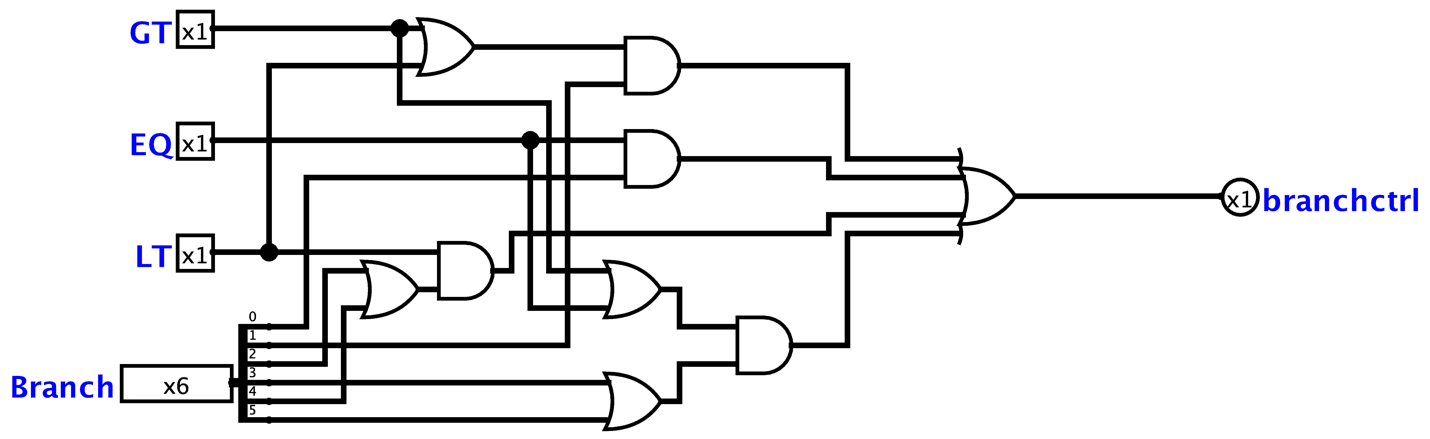 GT x1
EQ x1
LT x1
0
1
2
3
4
5
Branch x6
x1 branchctrl